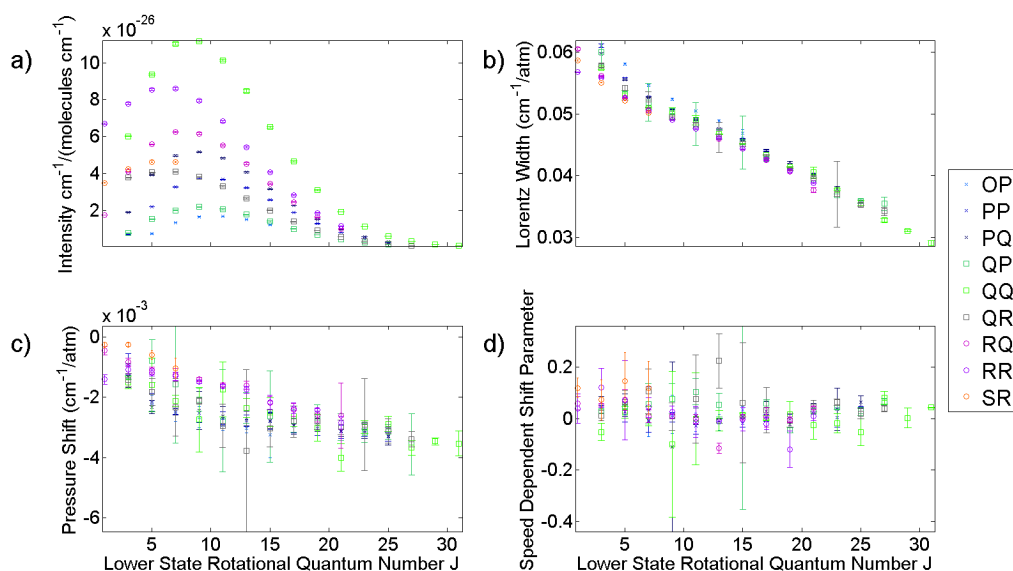 a)
× 10⁻²⁶
10
8
6
4
2
Intensity cm⁻¹/(molecules cm⁻¹)
b)
0.06
0.05
0.04
0.03
Lorentz Width (cm⁻¹/atm)
c)
× 10⁻³
0
-2
-4
-6
Pressure Shift (cm⁻¹/atm)
5 10 15 20 25 30
Lower State Rotational Quantum Number J
d)
0.2
0
-0.2
-0.4
Speed Dependent Shift Parameter
5 10 15 20 25 30
Lower State Rotational Quantum Number J
OP
PP
PQ
QP
QQ
QR
RQ
RR
SR